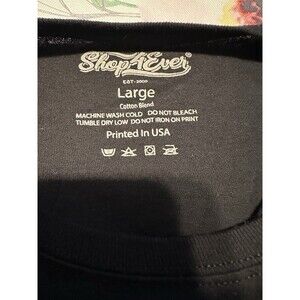 Shop4Ever
EST·2009
Large
Cotton Blend
MACHINE WASH COLD DO NOT BLEACH
TUMBLE DRY LOW DO NOT IRON ON PRINT
Printed In USA